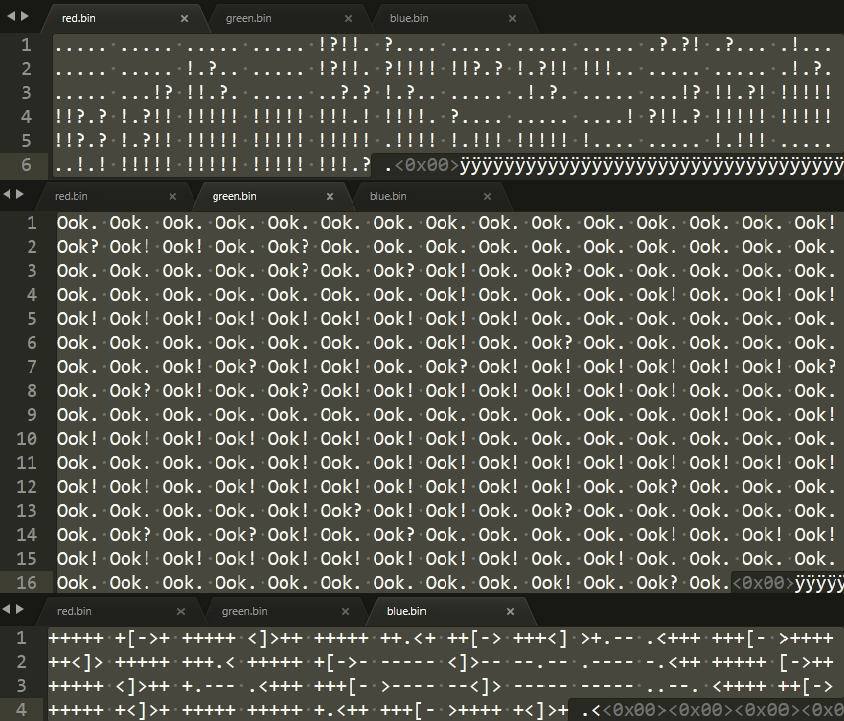 red.bin × green.bin × blue.bin ×
1 ..... ..... ..... ..... !?!!. ?.... ..... ..... ..... .?.?! .?... .!...
2 ..... ..... !.?.. ..... !?!!. ?!!!! !!?.? !.?!! !!!.. ..... ..... .!.?.
3 ..... ...!? !!.?. ..... ..?.? !.?.. ..... .!.?. ..... ...!? !!.?! !!!!!
4 !!?.? !.?!! !!!!! !!!!! !!!.! !!!!. ?.... ..... ....! ?!!.? !!!!! !!!!!
5 !!?.? !.?!! !!!!! !!!!! !!!!! .!!!! !.!!! !!!!! !.... ..... !.!!! .....
6 ..!.! !!!!! !!!!! !!!!! !!!.? .<0x00>ÿÿÿÿÿÿÿÿÿÿÿÿÿÿÿÿÿÿÿÿÿÿÿÿÿÿÿÿÿÿÿÿÿÿÿ
red.bin × green.bin × blue.bin ×
1 Ook. Ook. Ook. Ook. Ook. Ook. Ook. Ook. Ook. Ook. Ook. Ook. Ook. Ook. Ook!
2 Ook? Ook! Ook! Ook. Ook? Ook. Ook. Ook. Ook. Ook. Ook. Ook. Ook. Ook. Ook.
3 Ook. Ook. Ook. Ook. Ook? Ook. Ook? Ook! Ook. Ook? Ook. Ook. Ook. Ook. Ook.
4 Ook. Ook. Ook. Ook. Ook. Ook. Ook. Ook. Ook. Ook. Ook. Ook! Ook. Ook! Ook!
5 Ook! Ook! Ook! Ook! Ook! Ook! Ook! Ook! Ook! Ook. Ook. Ook. Ook. Ook. Ook.
6 Ook. Ook. Ook. Ook. Ook. Ook. Ook. Ook! Ook. Ook? Ook. Ook. Ook. Ook. Ook.
7 Ook. Ook. Ook! Ook? Ook! Ook! Ook. Ook? Ook! Ook! Ook! Ook! Ook! Ook! Ook?
8 Ook. Ook? Ook! Ook. Ook? Ook! Ook! Ook! Ook! Ook! Ook! Ook! Ook! Ook! Ook!
9 Ook. Ook. Ook. Ook. Ook. Ook. Ook. Ook. Ook. Ook. Ook. Ook. Ook! Ook. Ook!
10 Ook! Ook! Ook! Ook! Ook! Ook! Ook! Ook! Ook! Ook! Ook! Ook! Ook! Ook! Ook!
11 Ook! Ook. Ook. Ook. Ook. Ook. Ook. Ook! Ook. Ook! Ook! Ook! Ook! Ook! Ook!
12 Ook! Ook! Ook. Ook! Ook! Ook! Ook! Ook! Ook! Ook! Ook. Ook? Ook. Ook. Ook.
13 Ook. Ook. Ook. Ook. Ook! Ook? Ook! Ook! Ook. Ook? Ook. Ook. Ook. Ook. Ook.
14 Ook. Ook? Ook. Ook? Ook! Ook. Ook? Ook. Ook. Ook. Ook. Ook! Ook. Ook! Ook!
15 Ook! Ook! Ook! Ook! Ook! Ook! Ook! Ook! Ook! Ook! Ook! Ook. Ook. Ook. Ook.
16 Ook. Ook. Ook. Ook. Ook. Ook. Ook. Ook. Ook. Ook! Ook. Ook? Ook.<0x00>ÿÿÿÿÿ
red.bin × green.bin × blue.bin ×
1 +++++ +[->+ +++++ <]>++ +++++ ++.<+ ++[-> +++<] >+.-- .<+++ +++[- >++++
2 ++<]> +++++ +++.< +++++ +[->- ----- <]>-- --.-- .---- -.<++ +++++ [->++
3 +++++ <]>++ +.--- .<+++ +++[- >---- --<]> ----- ----- ..--. <++++ ++[->
4 +++++ +<]>+ +++++ +++++ +.<++ +++[- >++++ +<]>+ .<<0x00><0x00><0x00><0x0